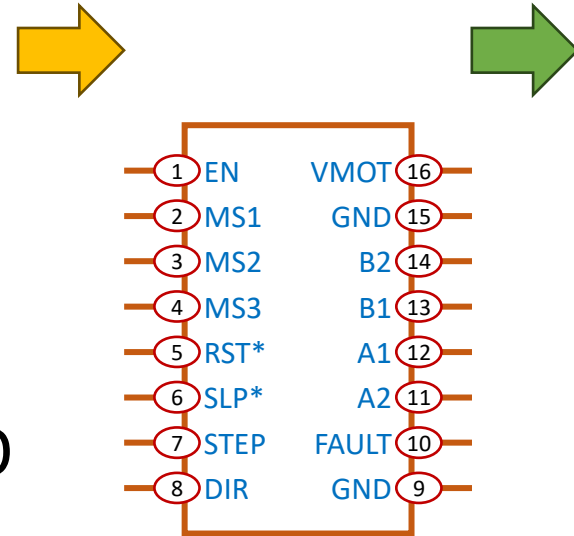 1 EN VMOT 16
2 MS1 GND 15
3 MS2 B2 14
4 MS3 B1 13
5 RST* A1 12
6 SLP* A2 11
7 STEP FAULT 10
8 DIR GND 9